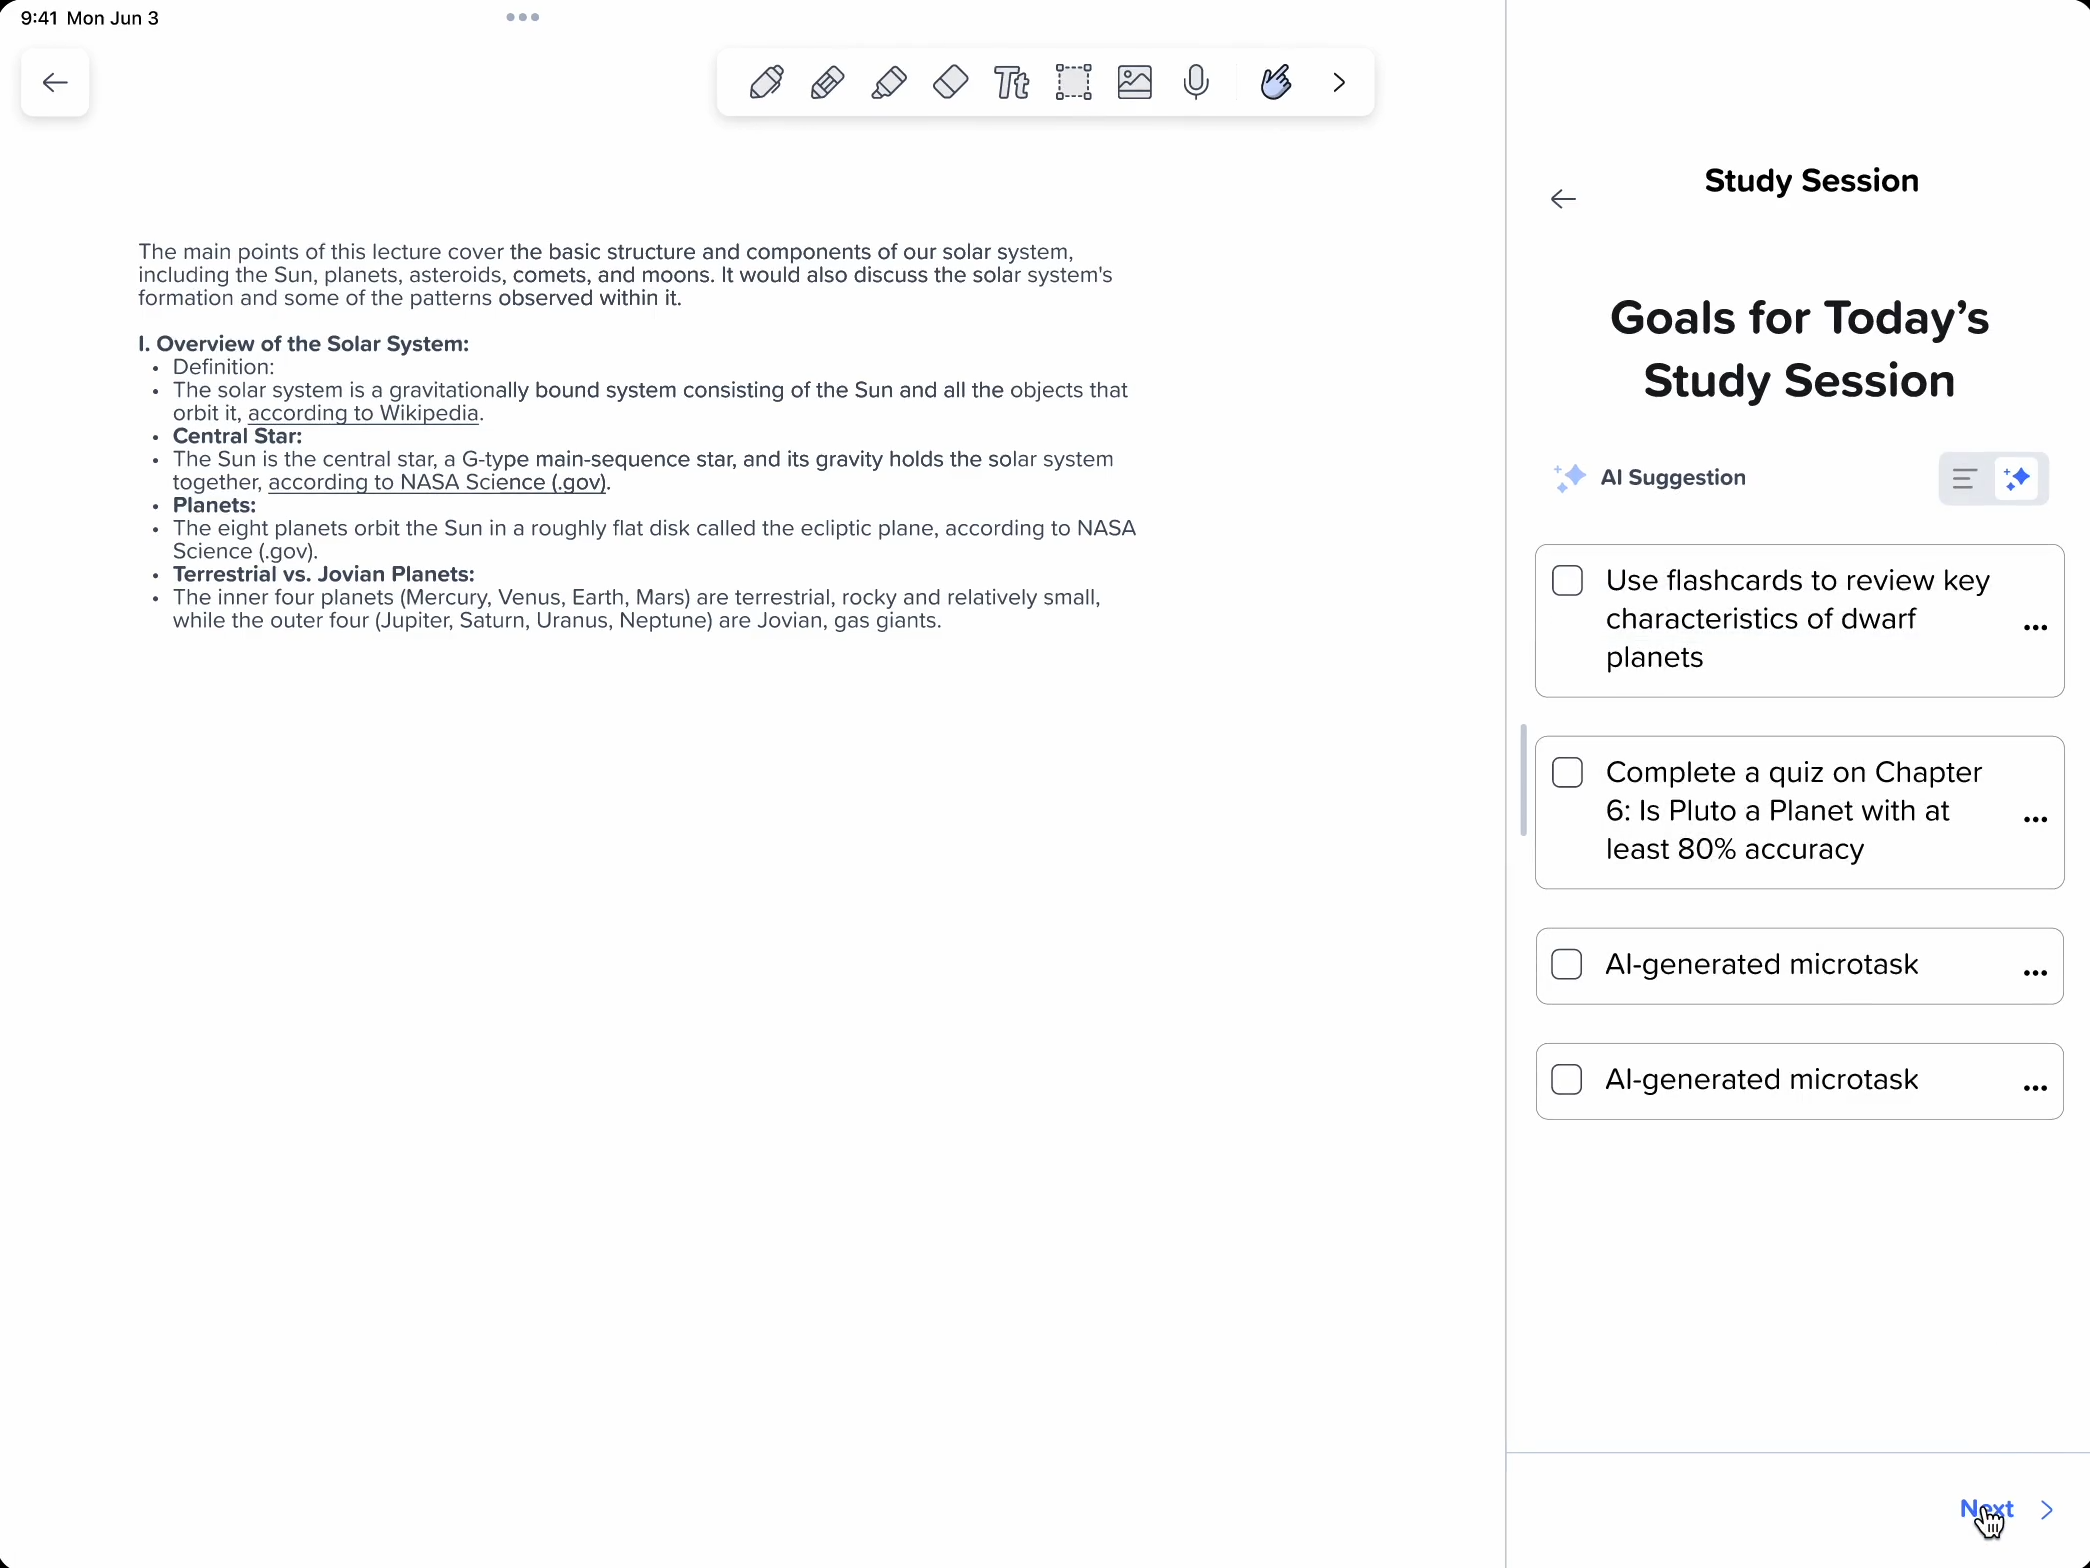 9:41 Mon Jun 3
Tt
The main points of this lecture cover the basic structure and components of our solar system,
including the Sun, planets, asteroids, comets, and moons. It would also discuss the solar system's
formation and some of the patterns observed within it.
I. Overview of the Solar System:
• Definition:
• The solar system is a gravitationally bound system consisting of the Sun and all the objects that
orbit it, according to Wikipedia.
• Central Star:
• The Sun is the central star, a G-type main-sequence star, and its gravity holds the solar system
together, according to NASA Science (.gov).
• Planets:
• The eight planets orbit the Sun in a roughly flat disk called the ecliptic plane, according to NASA
Science (.gov).
• Terrestrial vs. Jovian Planets:
• The inner four planets (Mercury, Venus, Earth, Mars) are terrestrial, rocky and relatively small,
while the outer four (Jupiter, Saturn, Uranus, Neptune) are Jovian, gas giants.
Study Session
Goals for Today’s
Study Session
AI Suggestion
Use flashcards to review key
characteristics of dwarf
planets
Complete a quiz on Chapter
6: Is Pluto a Planet with at
least 80% accuracy
AI-generated microtask
AI-generated microtask
Next